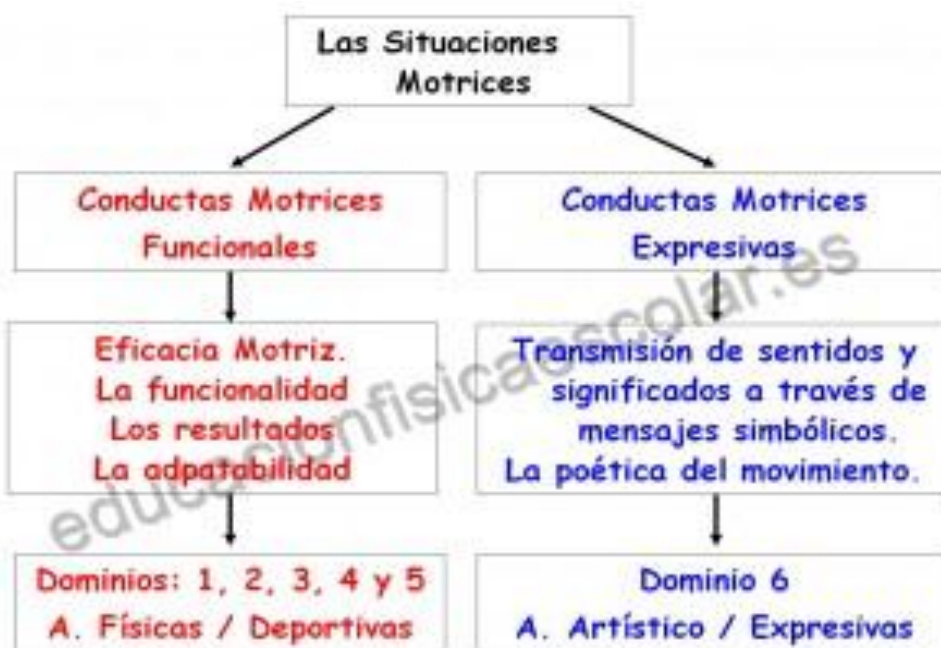 Las Situaciones
Motrices
Conductas Motrices
Funcionales
Conductas Motrices
Expresivas
Eficacia Motriz.
La funcionalidad
Los resultados
La adpatabilidad
Transmisión de sentidos y
significados a través de
mensajes simbólicos.
La poética del movimiento.
Dominios: 1, 2, 3, 4 y 5
A. Físicas / Deportivas
Dominio 6
A. Artístico / Expresivas
educacionfisicaescolar.es